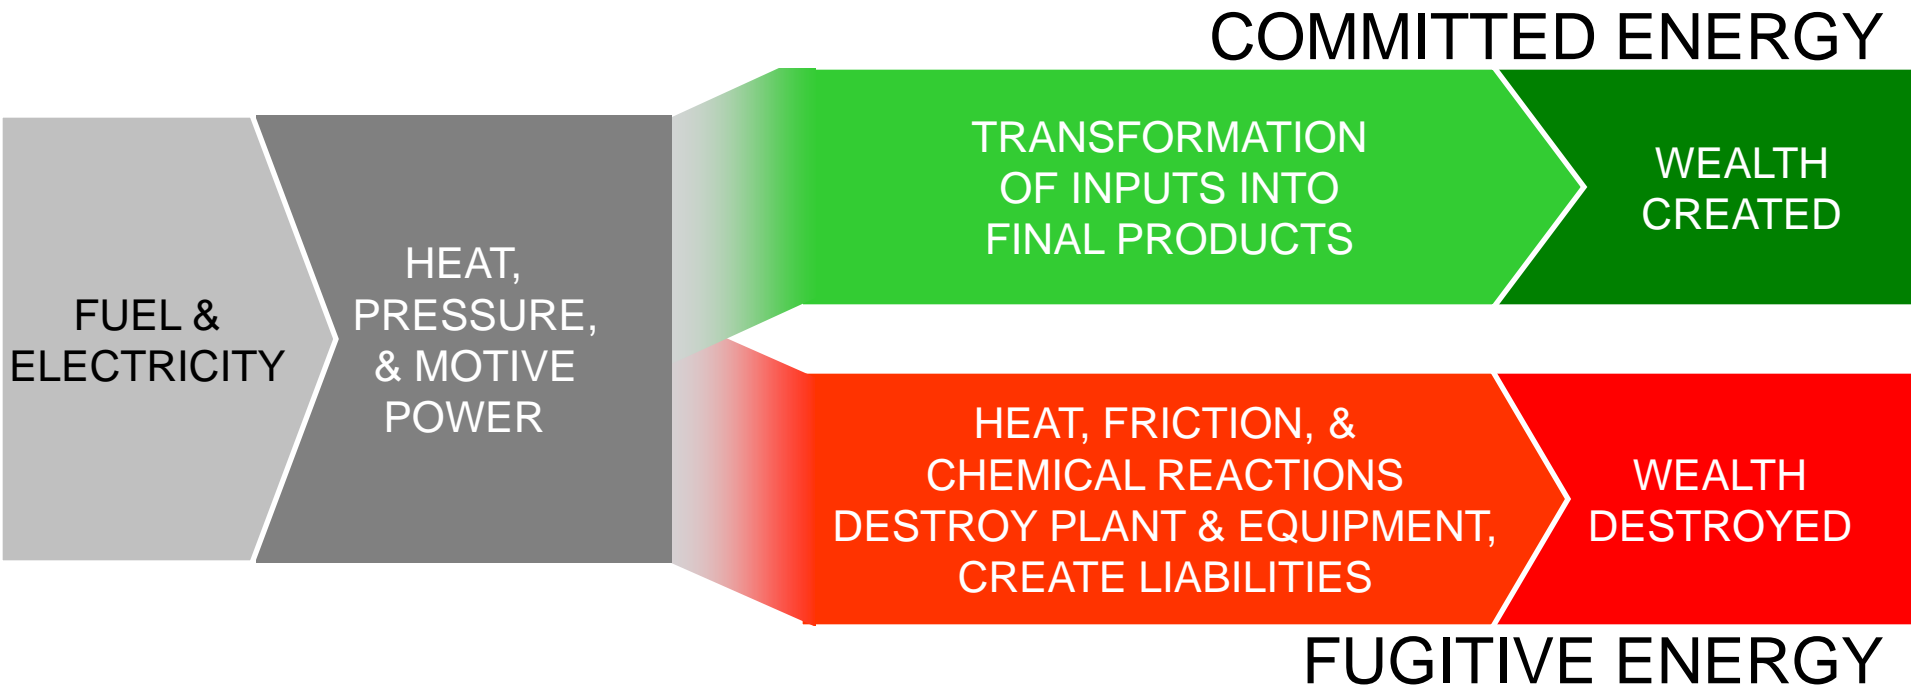 COMMITTED ENERGY
FUEL &
ELECTRICITY
HEAT,
PRESSURE,
& MOTIVE
POWER
TRANSFORMATION
OF INPUTS INTO
FINAL PRODUCTS
WEALTH
CREATED
HEAT, FRICTION, &
CHEMICAL REACTIONS
DESTROY PLANT & EQUIPMENT,
CREATE LIABILITIES
WEALTH
DESTROYED
FUGITIVE ENERGY